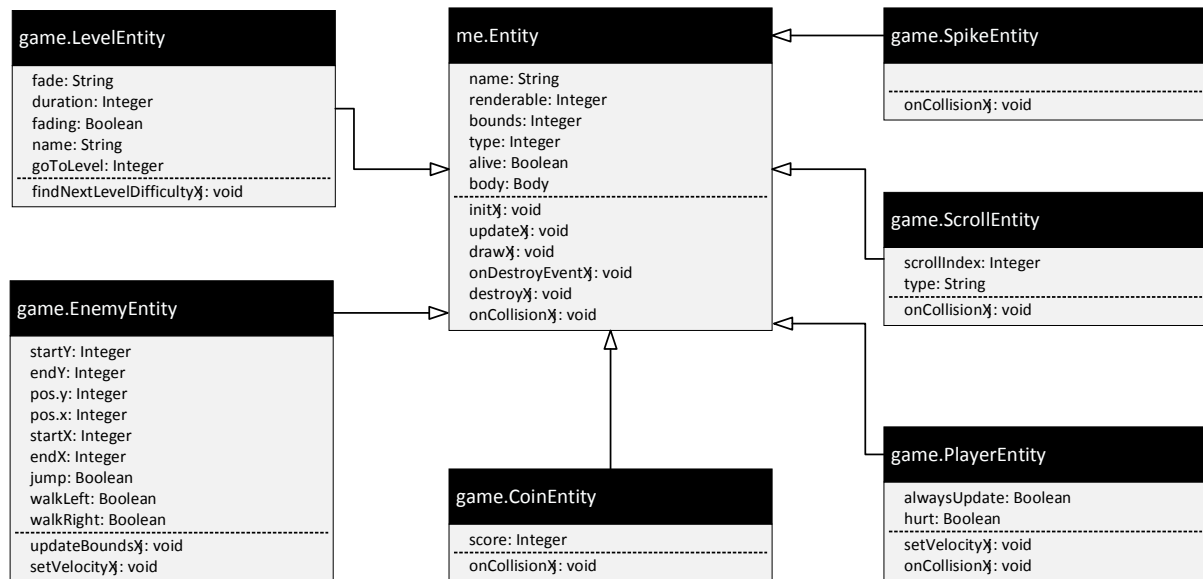 game.LevelEntity
fade: String
duration: Integer
fading: Boolean
name: String
goToLevel: Integer
findNextLevelDifficulty(): void
me.Entity
name: String
renderable: Integer
bounds: Integer
type: Integer
alive: Boolean
body: Body
init(): void
update(): void
draw(): void
onDestroyEvent(): void
destroy(): void
onCollision(): void
game.SpikeEntity
onCollision(): void
game.ScrollEntity
scrollIndex: Integer
type: String
onCollision(): void
game.EnemyEntity
startY: Integer
endY: Integer
pos.y: Integer
pos.x: Integer
startX: Integer
endX: Integer
jump: Boolean
walkLeft: Boolean
walkRight: Boolean
updateBounds(): void
setVelocity(): void
game.CoinEntity
score: Integer
onCollision(): void
game.PlayerEntity
alwaysUpdate: Boolean
hurt: Boolean
setVelocity(): void
onCollision(): void